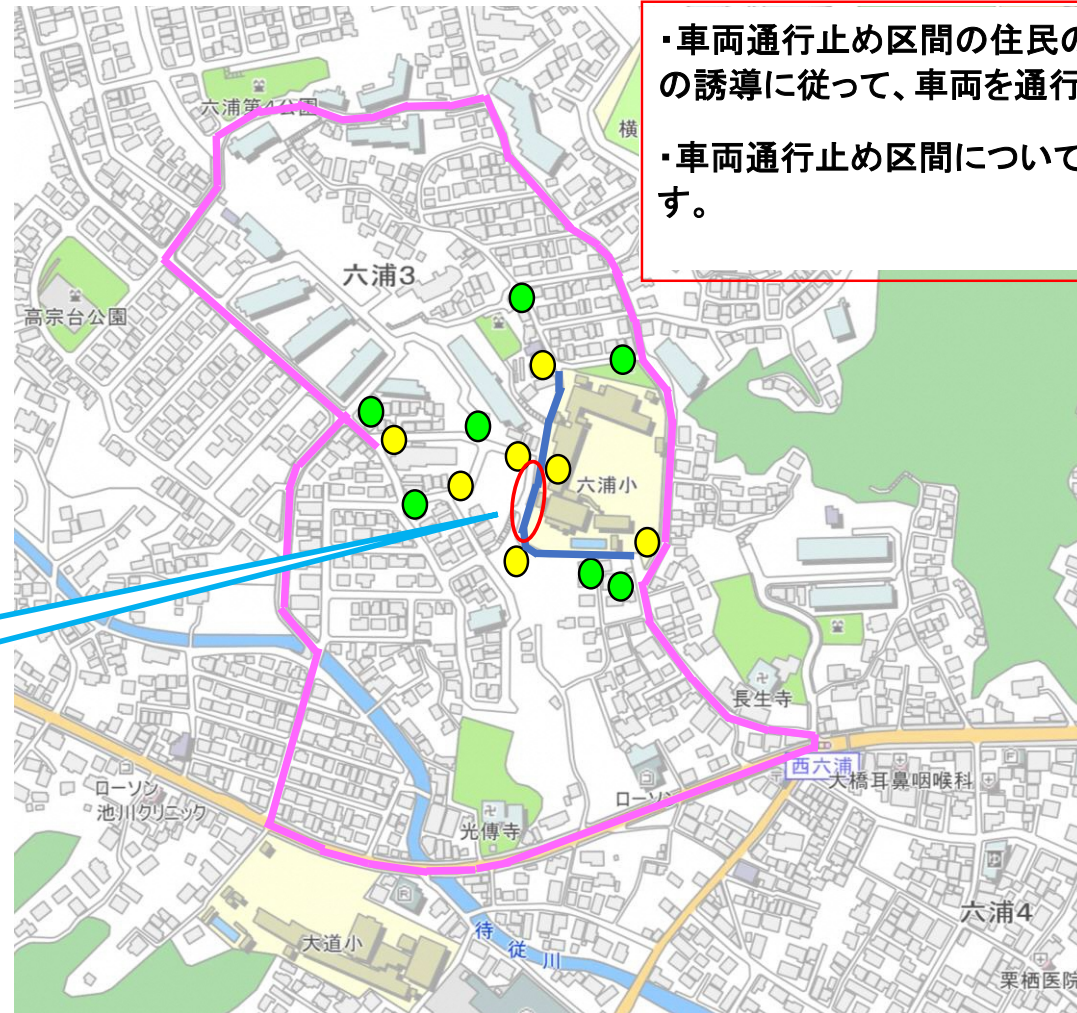 ・車両通行止め区間の住民の
の誘導に従って、車両を通行
・車両通行止め区間について
す。
六浦第4公園
横
六浦3
高宗台公園
六浦小
長生寺
西六浦
大橋耳鼻咽喉科
ローソン
池川クリニック
ローソン
光傳寺
六浦4
大道小
侍従川
栗栖医院